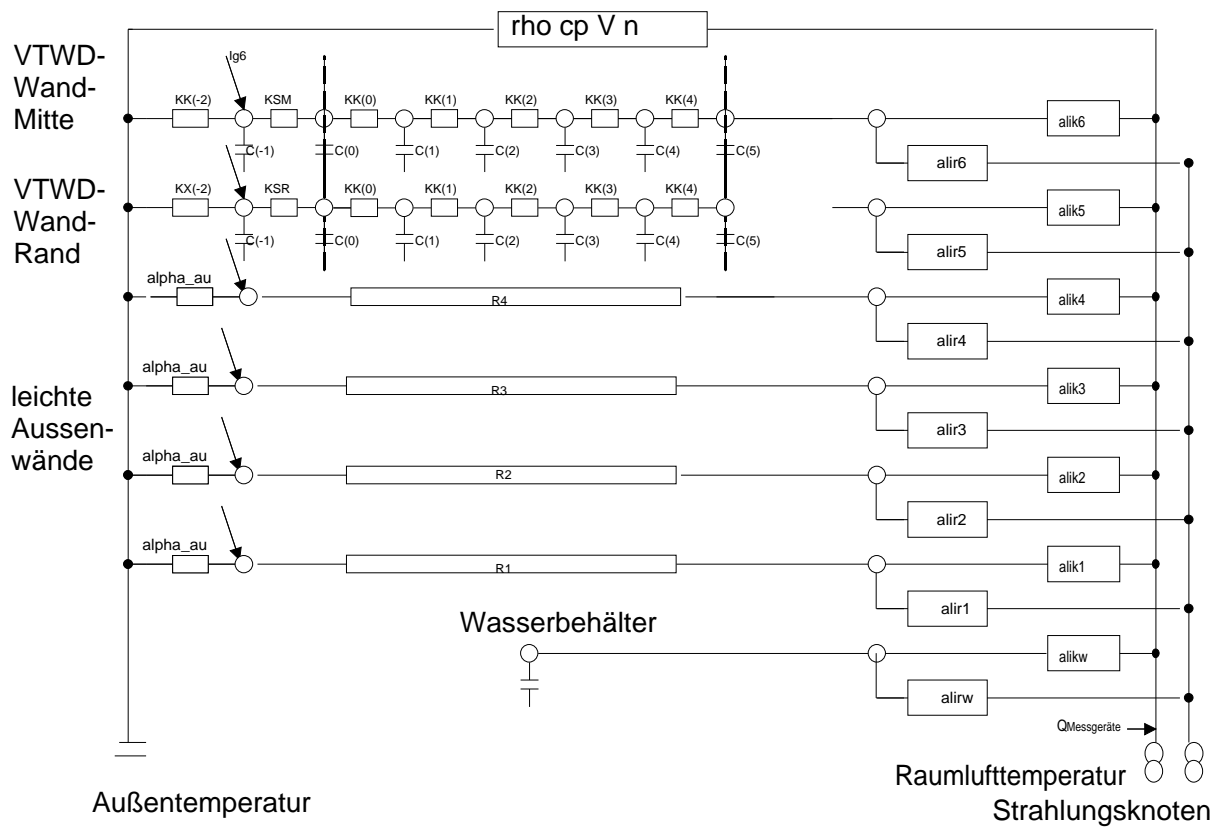 rho cp V n
VTWD-
Wand-
Mitte
Ig6
KK(-2) KSM KK(0) KK(1) KK(2) KK(3) KK(4)
alik6
C(-1) C(0) C(1) C(2) C(3) C(4) C(5)
alir6
VTWD-
Wand-
Rand
KX(-2) KSR KK(0) KK(1) KK(2) KK(3) KK(4)
alik5
C(-1) C(0) C(1) C(2) C(3) C(4) C(5)
alir5
alpha_au
R4
alik4
alir4
leichte
Aussen-
wände
alpha_au
R3
alik3
alir3
alpha_au
R2
alik2
alir2
alpha_au
R1
alik1
alir1
Wasserbehälter
alikw
alirw
QMessgeräte
Außentemperatur
Raumlufttemperatur
Strahlungsknoten